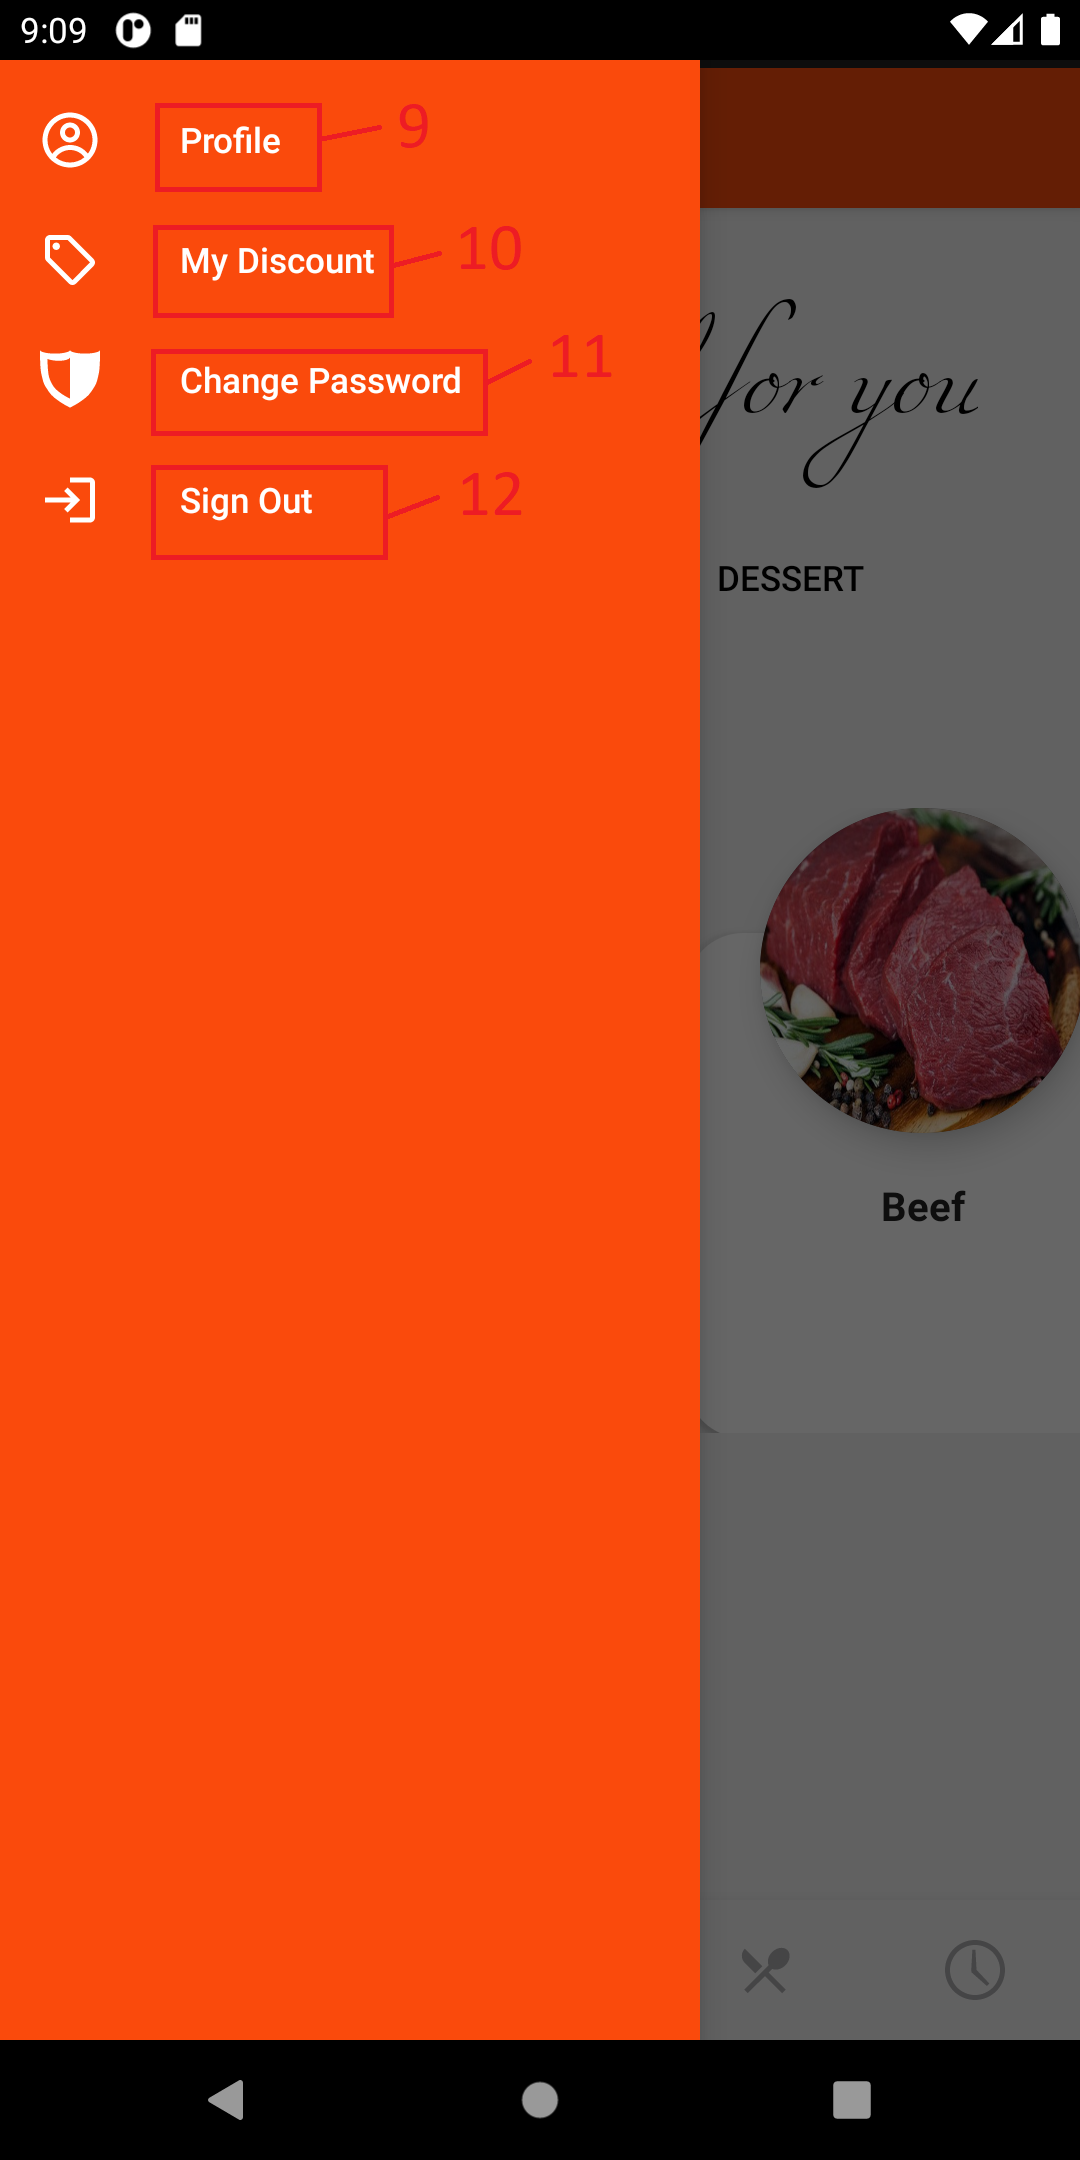 9:09
Profile 9
My Discount 10
Change Password 11
Sign Out 12
for you
DESSERT
Beef